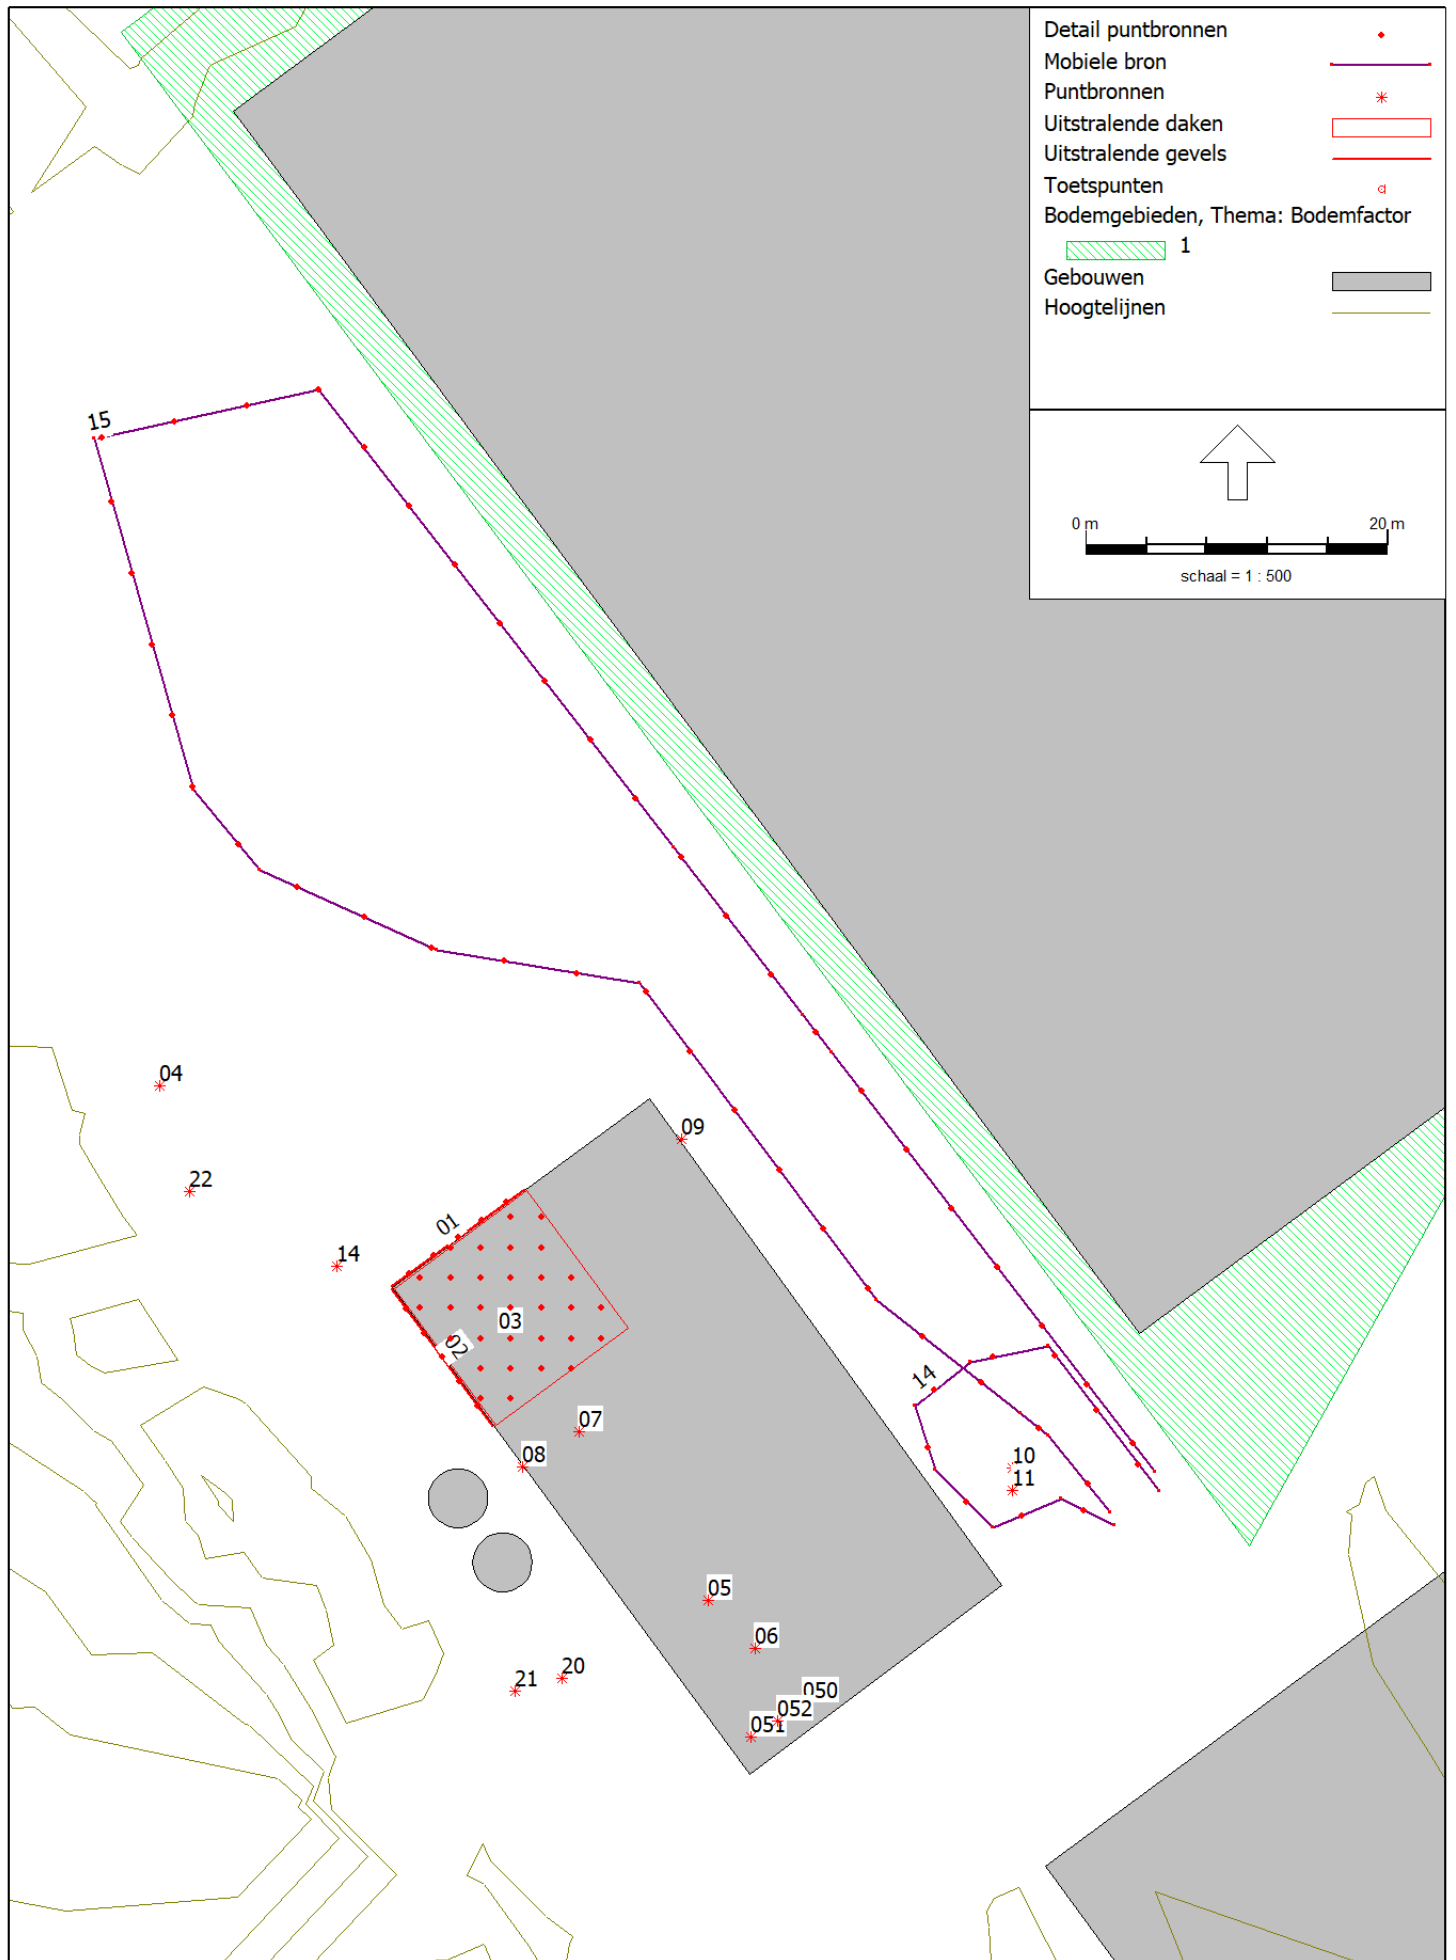 Detail puntbronnen
Mobiele bron
Puntbronnen
Uitstralende daken
Uitstralende gevels
Toetspunten
Bodemgebieden, Thema: Bodemfactor
1
Gebouwen
Hoogtelijnen
0 m 20 m
schaal = 1 : 500
15
04
09
22
01
14
03
02
14
07
08
10
11
05
06
20
21
050
052
051